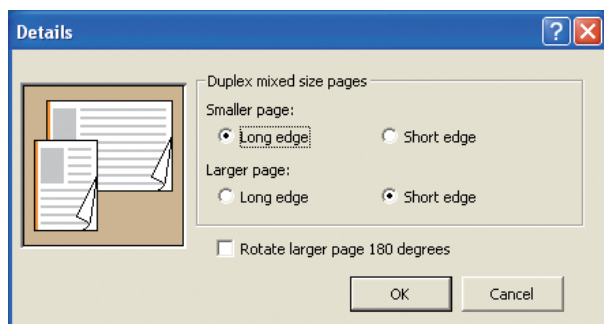 Details
Duplex mixed size pages
Smaller page:
Long edge Short edge
Larger page:
Long edge Short edge
Rotate larger page 180 degrees
OK Cancel